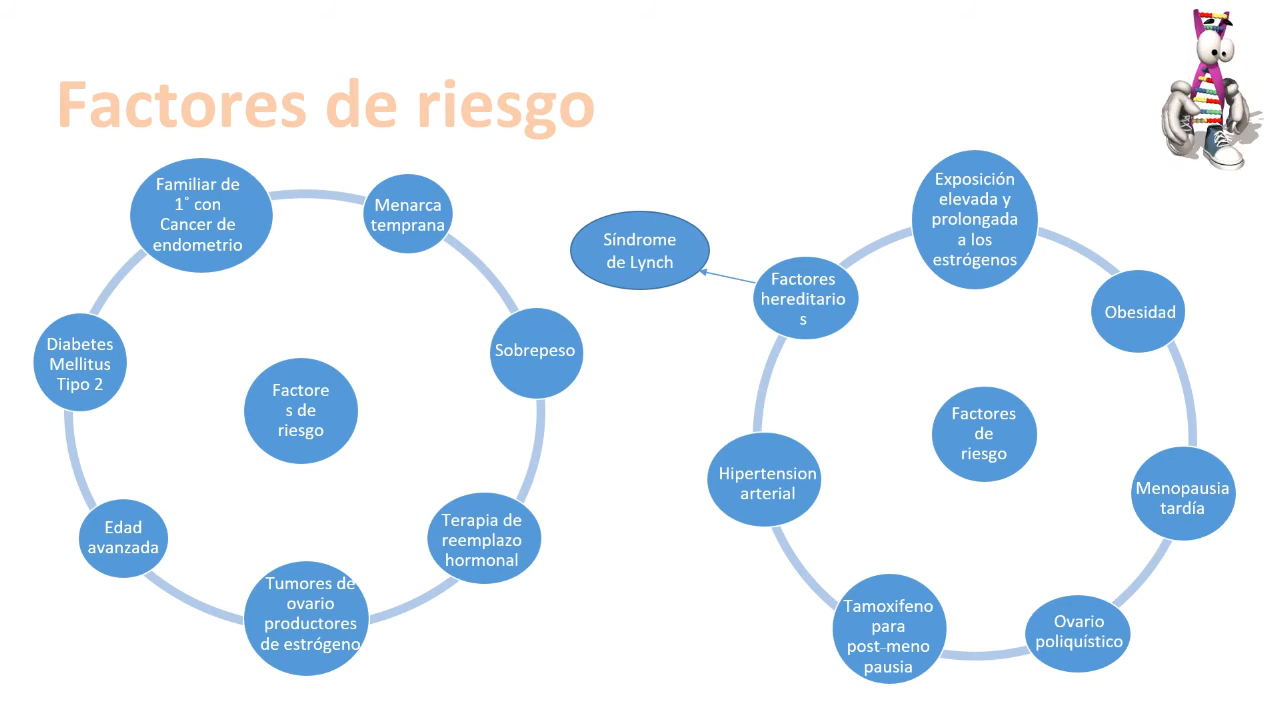 Factores de riesgo
Familiar de
1° con
Cancer de
endometrio
Menarca
temprana
Sobrepeso
Terapia de
reemplazo
hormonal
Tumores de
ovario
productores
de estrógeno
Edad
avanzada
Diabetes
Mellitus
Tipo 2
Factore
s de
riesgo
Síndrome
de Lynch
Factores
hereditario
s
Exposición
elevada y
prolongada
a los
estrógenos
Obesidad
Menopausia
tardía
Ovario
poliquístico
Tamoxifeno
para
post-meno
pausia
Hipertension
arterial
Factores
de
riesgo